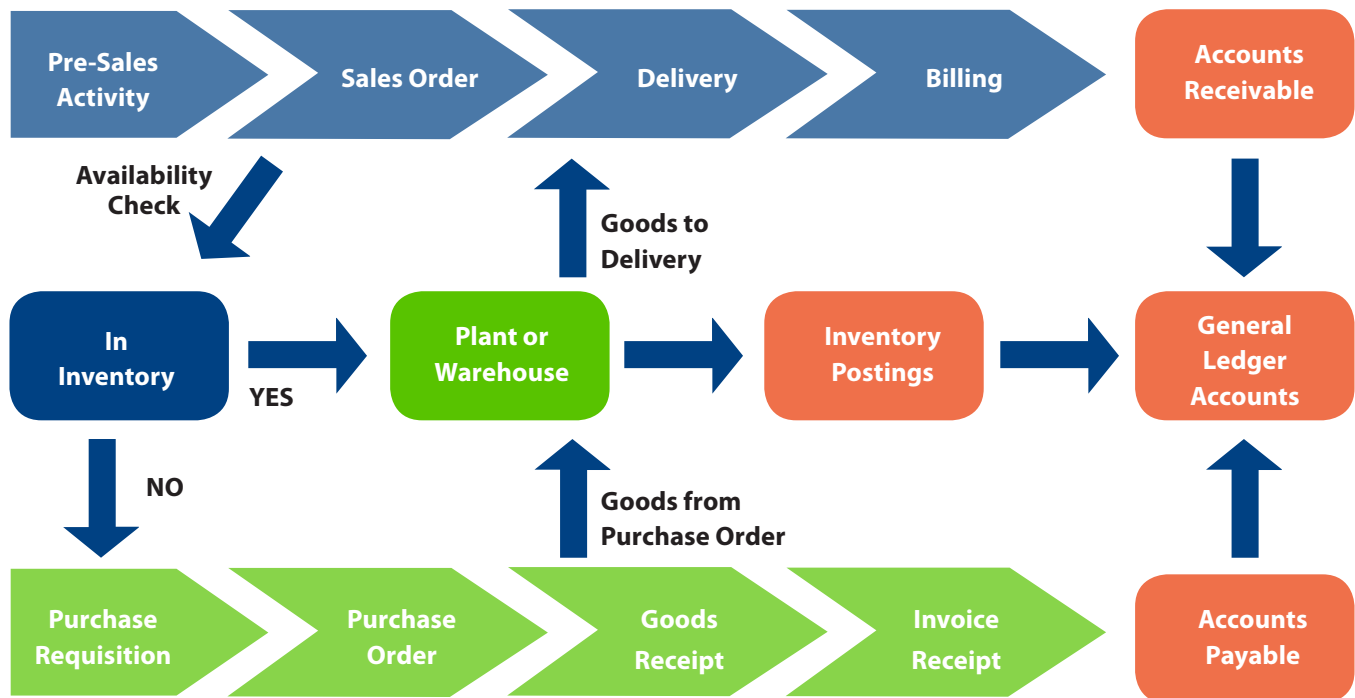 Pre-Sales
Activity
Sales Order
Delivery
Billing
Accounts
Receivable
Availability
Check
Goods to
Delivery
In
Inventory
YES
Plant or
Warehouse
Inventory
Postings
General
Ledger
Accounts
NO
Goods from
Purchase Order
Purchase
Requisition
Purchase
Order
Goods
Receipt
Invoice
Receipt
Accounts
Payable